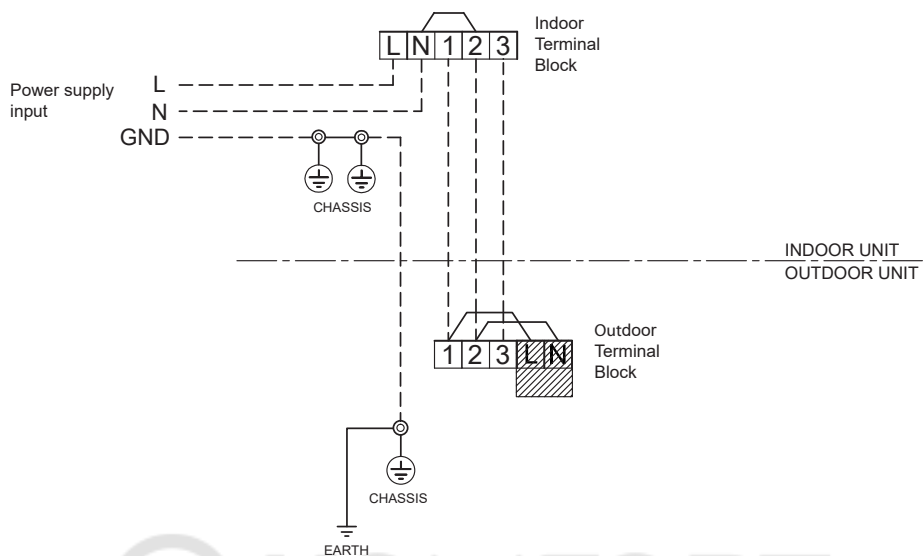 Indoor
Terminal
Block
L N 1 2 3
Power supply
input
L
N
GND
CHASSIS
INDOOR UNIT
OUTDOOR UNIT
1 2 3 L N
Outdoor
Terminal
Block
CHASSIS
EARTH